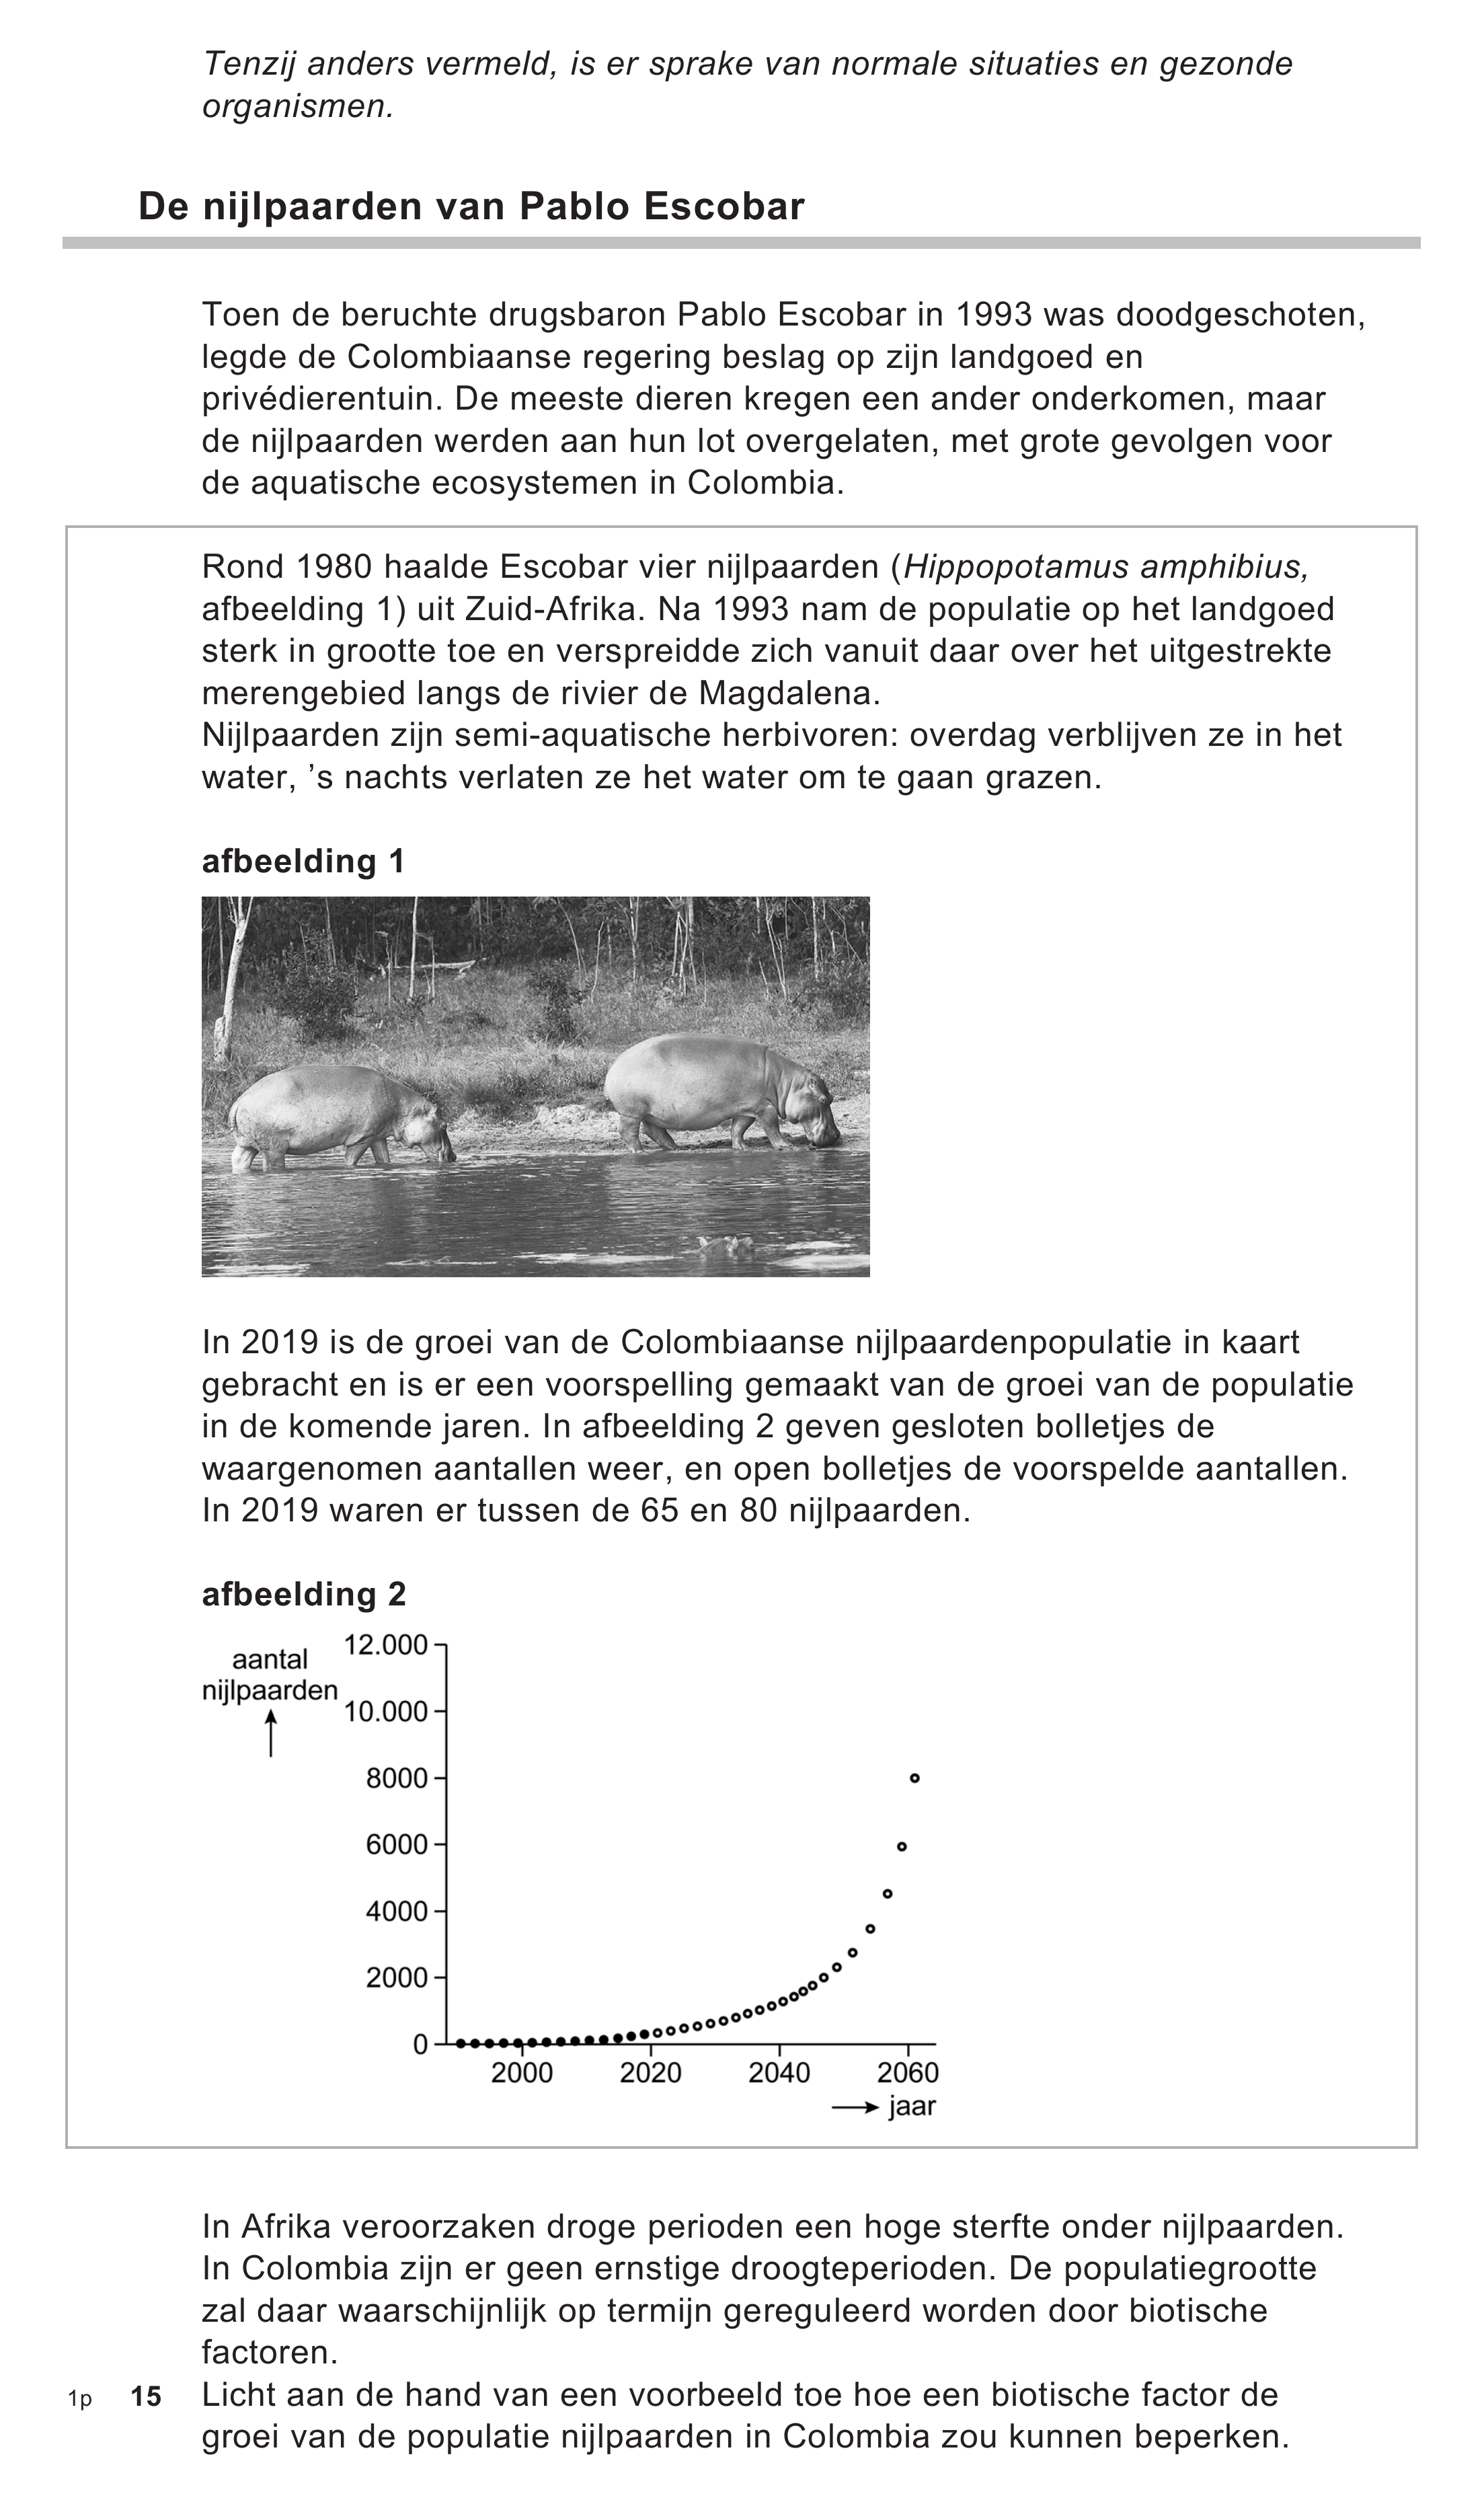 Tenzij anders vermeld, is er sprake van normale situaties en gezonde
organismen.
De nijlpaarden van Pablo Escobar
Toen de beruchte drugsbaron Pablo Escobar in 1993 was doodgeschoten,
legde de Colombiaanse regering beslag op zijn landgoed en
privédierentuin. De meeste dieren kregen een ander onderkomen, maar
de nijlpaarden werden aan hun lot overgelaten, met grote gevolgen voor
de aquatische ecosystemen in Colombia.
Rond 1980 haalde Escobar vier nijlpaarden (Hippopotamus amphibius,
afbeelding 1) uit Zuid-Afrika. Na 1993 nam de populatie op het landgoed
sterk in grootte toe en verspreidde zich vanuit daar over het uitgestrekte
merengebied langs de rivier de Magdalena.
Nijlpaarden zijn semi-aquatische herbivoren: overdag verblijven ze in het
water, ’s nachts verlaten ze het water om te gaan grazen.
afbeelding 1
In 2019 is de groei van de Colombiaanse nijlpaardenpopulatie in kaart
gebracht en is er een voorspelling gemaakt van de groei van de populatie
in de komende jaren. In afbeelding 2 geven gesloten bolletjes de
waargenomen aantallen weer, en open bolletjes de voorspelde aantallen.
In 2019 waren er tussen de 65 en 80 nijlpaarden.
afbeelding 2
aantal
nijlpaarden
12.000
10.000
8000
6000
4000
2000
0
2000 2020 2040 2060
jaar
In Afrika veroorzaken droge perioden een hoge sterfte onder nijlpaarden.
In Colombia zijn er geen ernstige droogteperioden. De populatiegrootte
zal daar waarschijnlijk op termijn gereguleerd worden door biotische
factoren.
1p 15 Licht aan de hand van een voorbeeld toe hoe een biotische factor de
groei van de populatie nijlpaarden in Colombia zou kunnen beperken.